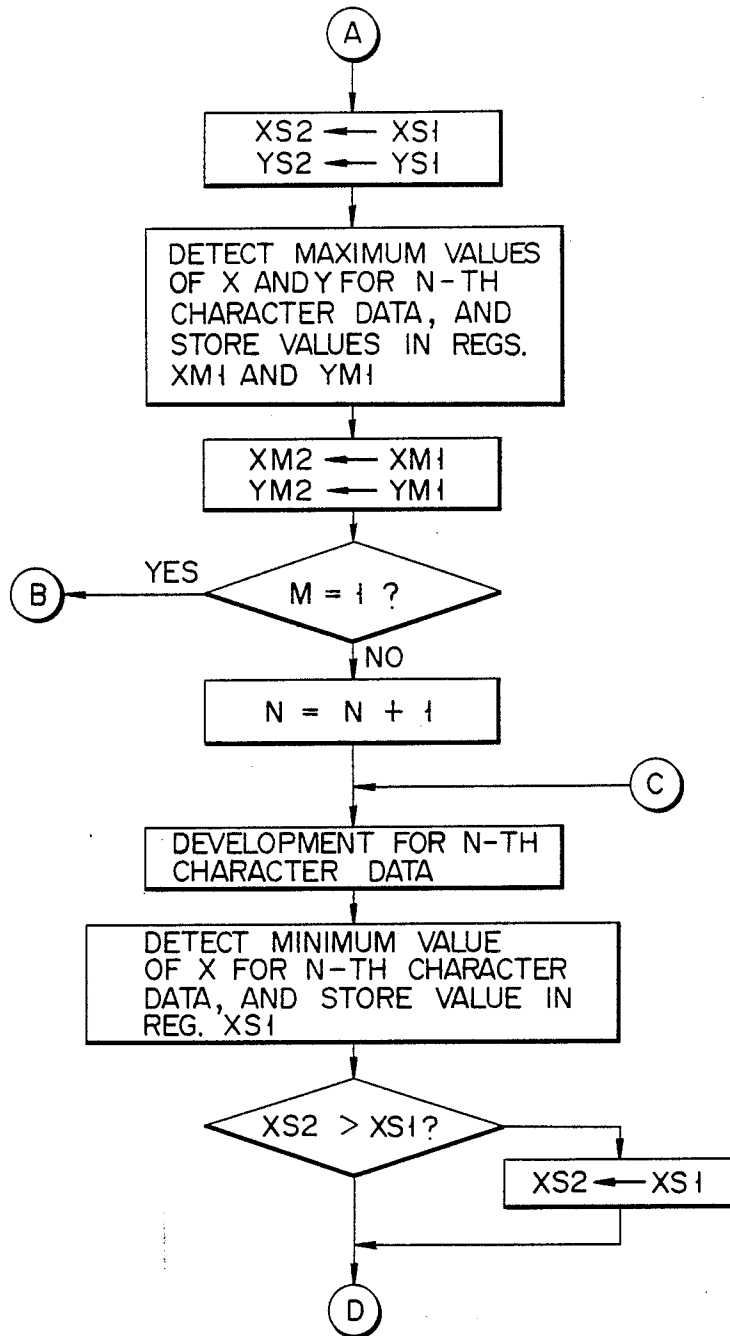 A
XS2 ← XS1
YS2 ← YS1
DETECT MAXIMUM VALUES
OF X AND Y FOR N-TH
CHARACTER DATA, AND
STORE VALUES IN REGS.
XM1 AND YM1
XM2 ← XM1
YM2 ← YM1
YES
B
M = 1 ?
NO
N = N + 1
C
DEVELOPMENT FOR N-TH
CHARACTER DATA
DETECT MINIMUM VALUE
OF X FOR N-TH CHARACTER
DATA, AND STORE VALUE IN
REG. XS1
XS2 > XS1?
XS2 ← XS1
D